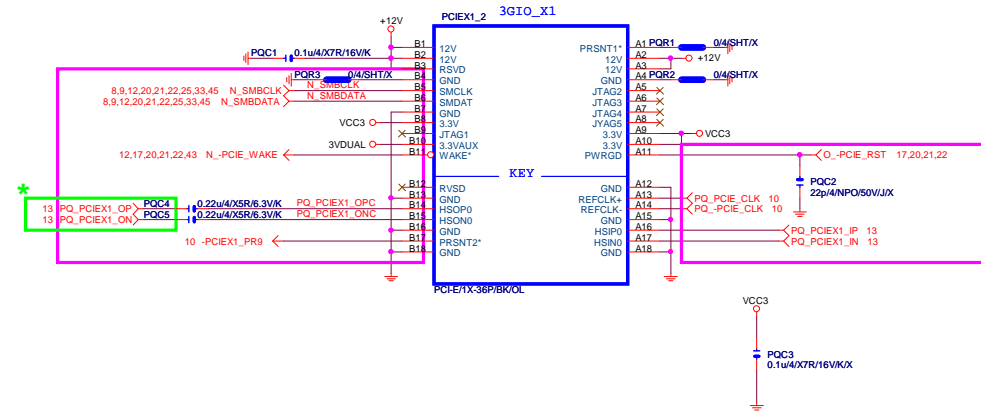 3GIO_X1
PCIEX1_2
+12V
PQC1 0.1u/4/X7R/16V/K
B1 12V PRSNT1* A1 PQR1 0/4/SHT/X
B2 12V 12V A2 +12V
B3 RSVD 12V A3
PQR3 0/4/SHT/X B4 GND GND A4 PQR2 0/4/SHT/X
8,9,12,20,21,22,25,33,45 N_SMBCLK N_SMBCLK B5 SMCLK JTAG2 A5
8,9,12,20,21,22,25,33,45 N_SMBDATA N_SMBDATA B6 SMDAT JTAG3 A6
B7 GND JTAG4 A7
VCC3 B8 3.3V JYAG5 A8
B9 JTAG1 3.3V A9 VCC3
3VDUAL B10 3.3VAUX 3.3V A10
12,17,20,21,22,43 N_-PCIE_WAKE B11 WAKE* PWRGD A11 O_-PCIE_RST 17,20,21,22
KEY
PQC2
22p/4/NPO/50V/J/X
B12 RVSD GND A12
B13 GND REFCLK+ A13 PQ_PCIE_CLK 10
*
13 PQ_PCIEX1_OP PQC4 0.22u/4/X5R/6.3V/K PQ_PCIEX1_OPC B14 HSOP0 REFCLK- A14 PQ_-PCIE_CLK 10
13 PQ_PCIEX1_ON PQC5 0.22u/4/X5R/6.3V/K PQ_PCIEX1_ONC B15 HSON0 GND A15
B16 GND HSIP0 A16 PQ_PCIEX1_IP 13
10 -PCIEX1_PR9 B17 PRSNT2* HSIN0 A17 PQ_PCIEX1_IN 13
B18 GND GND A18
PCI-E/1X-36P/BK/OL
VCC3
PQC3
0.1u/4/X7R/16V/K/X